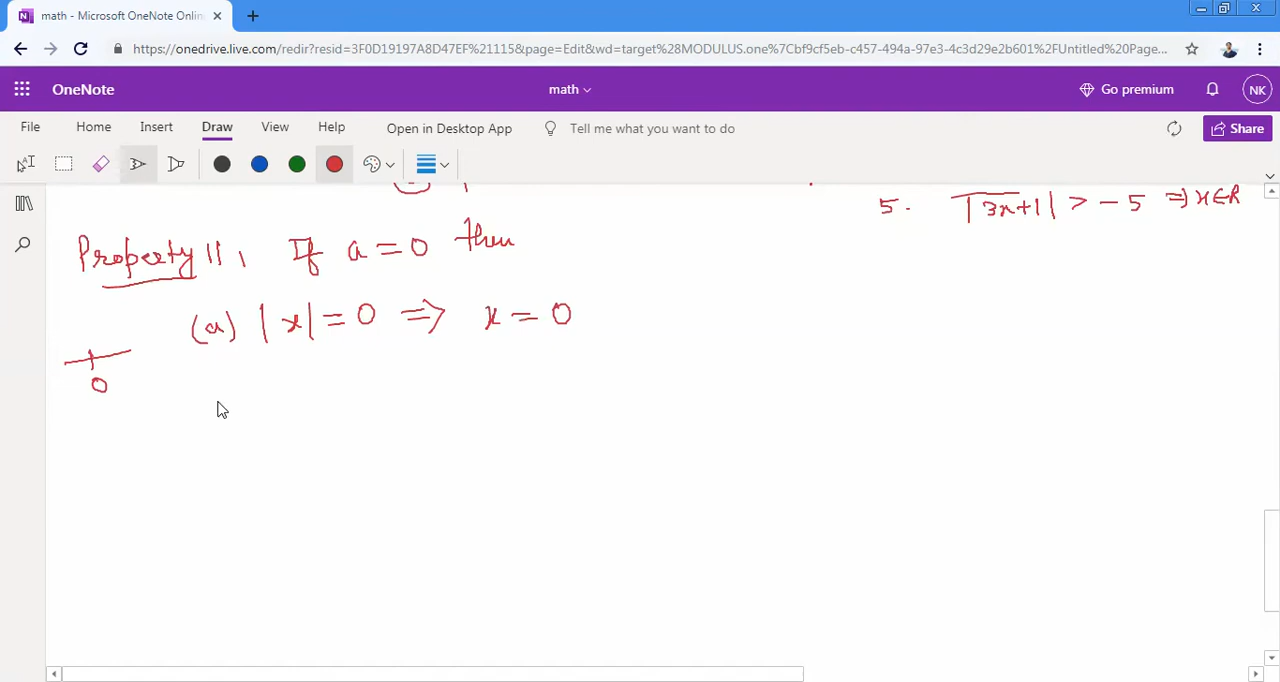 math - Microsoft OneNote Onlin
https://onedrive.live.com/redir?resid=3F0D19197A8D47EF%21115&page=Edit&wd=target%28MODULUS.one%7Cbf9cf5eb-c457-494a-97e3-4c3d29e2b601%2FUntitled%20Page...
OneNote
math
Go premium
NK
File Home Insert Draw View Help Open in Desktop App Tell me what you want to do
Share
5. |3x+1| > -5 ⇒ x∈R
Property 11. If a = 0 then
(a) |x| = 0 ⇒ x = 0
0